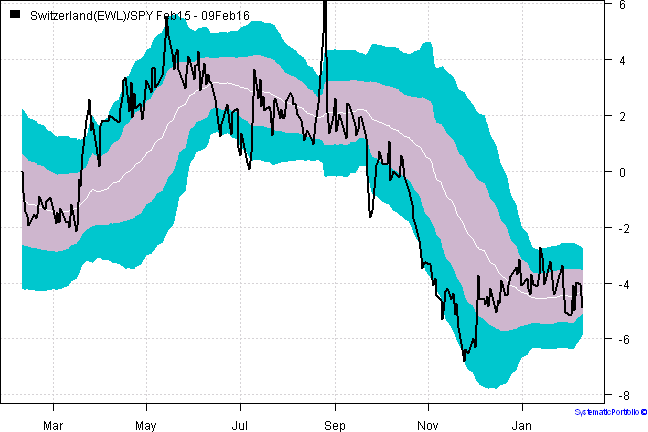 Switzerland(EWL)/SPY Feb15 - 09Feb16
6
4
2
0
-2
-4
-6
-8
Mar May Jul Sep Nov Jan
SystematicPortfolio ©